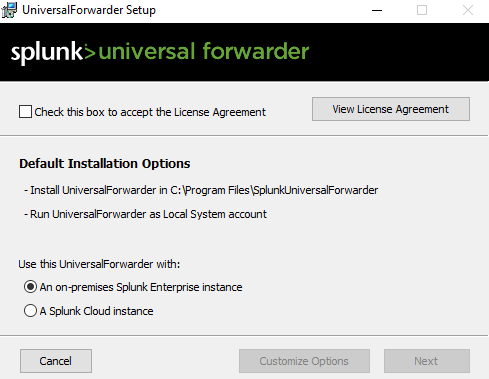 UniversalForwarder Setup
splunk>universal forwarder
Check this box to accept the License Agreement
View License Agreement
Default Installation Options
- Install UniversalForwarder in C:\Program Files\SplunkUniversalForwarder
- Run UniversalForwarder as Local System account
Use this UniversalForwarder with:
An on-premises Splunk Enterprise instance
A Splunk Cloud instance
Cancel
Customize Options
Next